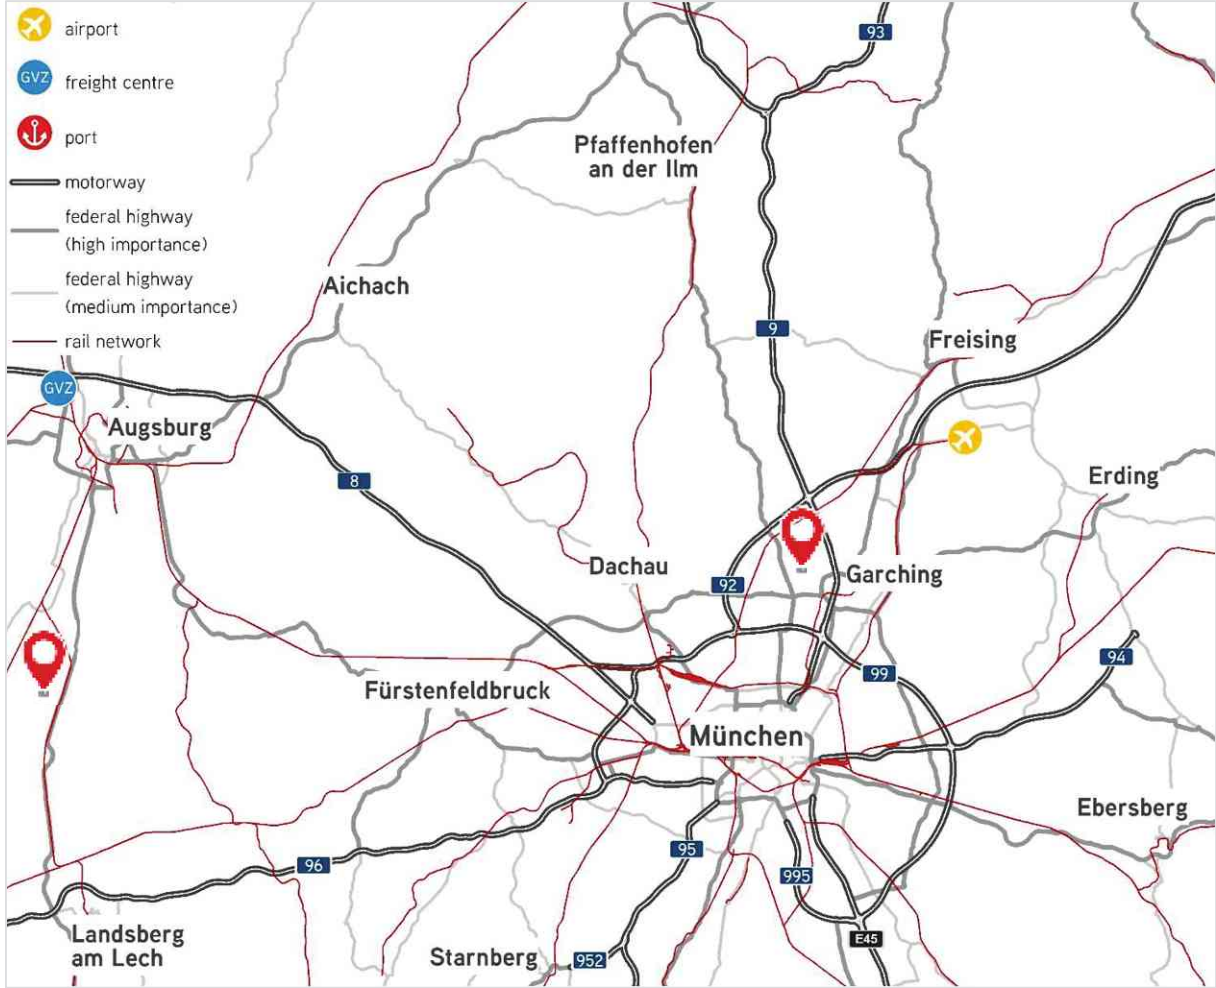 airport
GVZ
freight centre
port
motorway
federal highway
(high importance)
federal highway
(medium importance)
rail network
93
Pfaffenhofen
an der Ilm
Aichach
9
Freising
GVZ
Augsburg
8
Erding
Dachau
92
Garching
94
99
Fürstenfeldbruck
München
Ebersberg
96
95
995
Landsberg
am Lech
E45
Starnberg
952